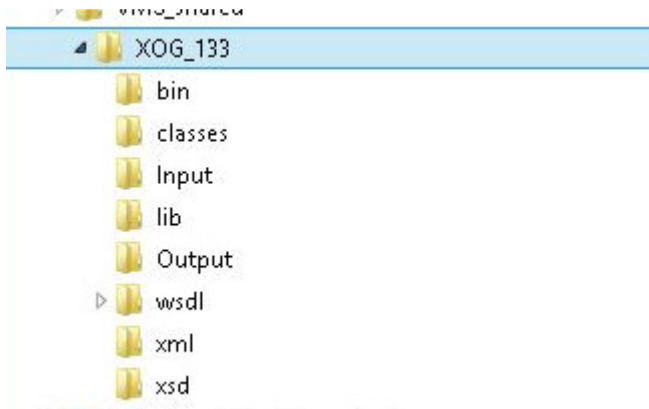 XOG_133
bin
classes
Input
lib
Output
wsdl
xml
xsd